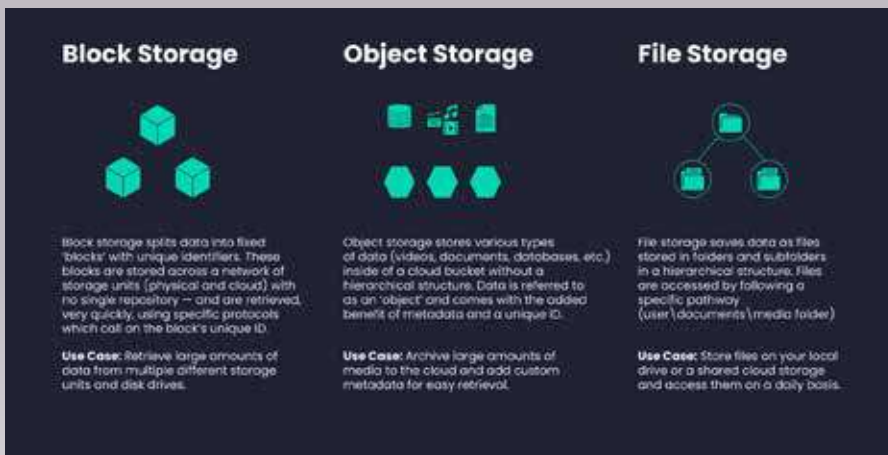 Block Storage
Block storage splits data into fixed
'blocks' with unique identifiers. These
blocks are stored across a network of
storage units (physical and cloud) with
no single repository — and are retrieved,
very quickly, using specific protocols
which call on the block's unique ID.
Use Case: Retrieve large amounts of
data from multiple different storage
units and disk drives.
Object Storage
Object storage stores various types
of data (videos, documents, databases, etc.)
inside of a cloud bucket without a
hierarchical structure. Data is referred to
as an 'object' and comes with the added
benefit of metadata and a unique ID.
Use Case: Archive large amounts of
media to the cloud and add custom
metadata for easy retrieval.
File Storage
File storage saves data as files
stored in folders and subfolders
in a hierarchical structure. Files
are accessed by following a
specific pathway
(user\documents\media folder)
Use Case: Store files on your local
drive or a shared cloud storage
and access them on a daily basis.